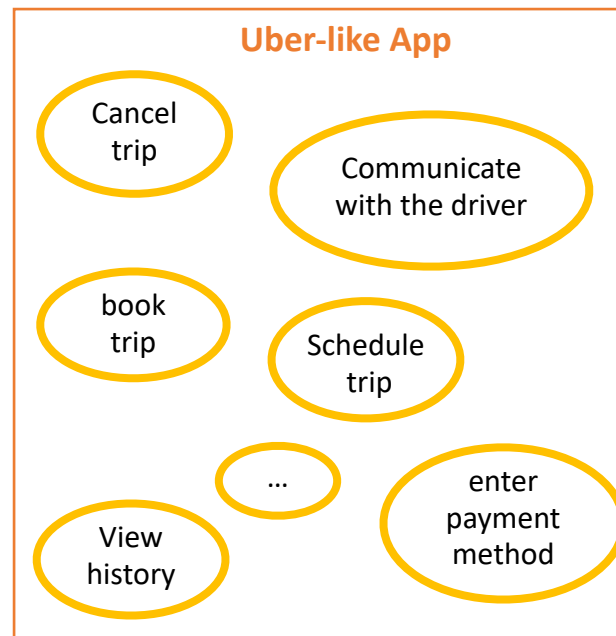 Uber-like App
Cancel
trip
Communicate
with the driver
book
trip
Schedule
trip
...
enter
payment
method
View
history